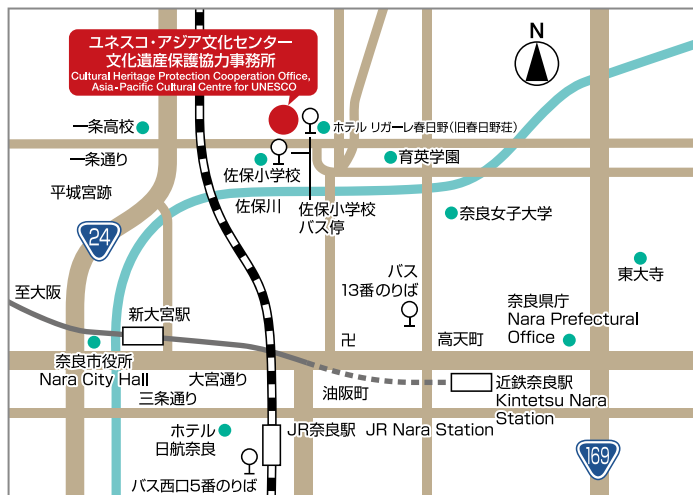 ユネスコ・アジア文化センター
文化遺産保護協力事務所
Cultural Heritage Protection Cooperation Office,
Asia-Pacific Cultural Centre for UNESCO
N
一条高校
ホテル リガーレ春日野(旧春日野荘)
一条通り
佐保小学校
育英学園
平城宮跡
佐保川
佐保小学校
バス停
奈良女子大学
24
東大寺
至大阪
新大宮駅
バス
13番のりば
奈良県庁
Nara Prefectural
Office
卍
高天町
奈良市役所
Nara City Hall
大宮通り
油阪町
近鉄奈良駅
Kintetsu Nara
Station
三条通り
ホテル
日航奈良
JR奈良駅 JR Nara Station
169
バス西口5番のりば